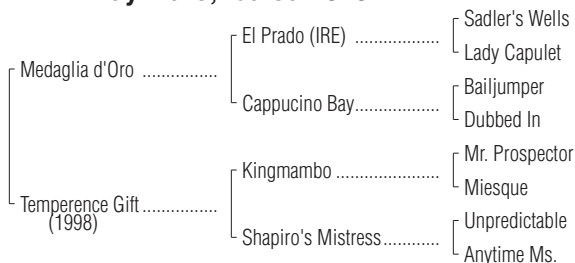 Sadler's Wells
El Prado (IRE) ..................
Lady Capulet
Medaglia d'Oro ................
Bailjumper
Cappucino Bay..................
Dubbed In
Mr. Prospector
Kingmambo ......................
Miesque
Temperence Gift................
(1998)
Unpredictable
Shapiro's Mistress............
Anytime Ms.